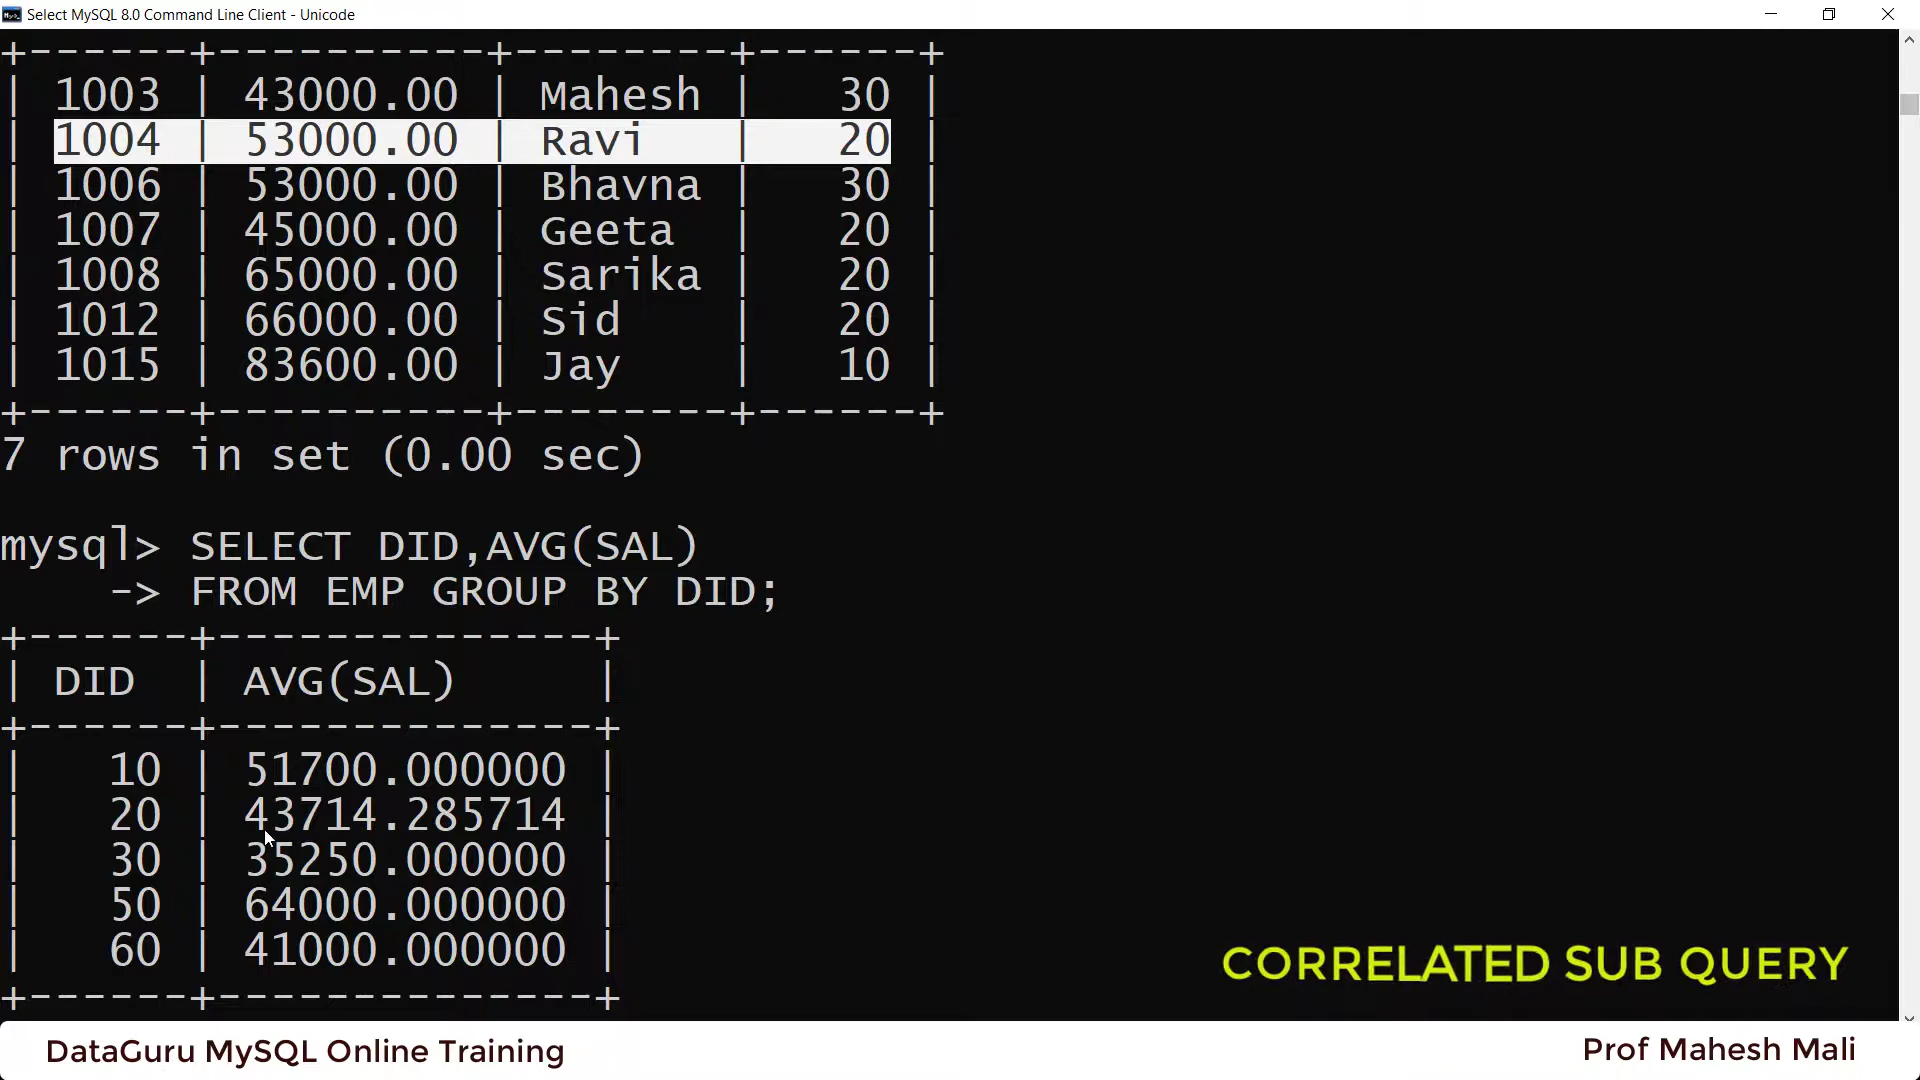 Select MySQL 8.0 Command Line Client - Unicode
+------+----------+--------+------+
| 1003 | 43000.00 | Mahesh |   30 |
| 1004 | 53000.00 | Ravi   |   20 |
| 1006 | 53000.00 | Bhavna |   30 |
| 1007 | 45000.00 | Geeta  |   20 |
| 1008 | 65000.00 | Sarika |   20 |
| 1012 | 66000.00 | Sid    |   20 |
| 1015 | 83600.00 | Jay    |   10 |
+------+----------+--------+------+
7 rows in set (0.00 sec)
mysql> SELECT DID,AVG(SAL)
    -> FROM EMP GROUP BY DID;
+------+--------------+
| DID  | AVG(SAL)     |
+------+--------------+
|   10 | 51700.000000 |
|   20 | 43714.285714 |
|   30 | 35250.000000 |
|   50 | 64000.000000 |
|   60 | 41000.000000 |
+------+--------------+
CORRELATED SUB QUERY
DataGuru MySQL Online Training
Prof Mahesh Mali